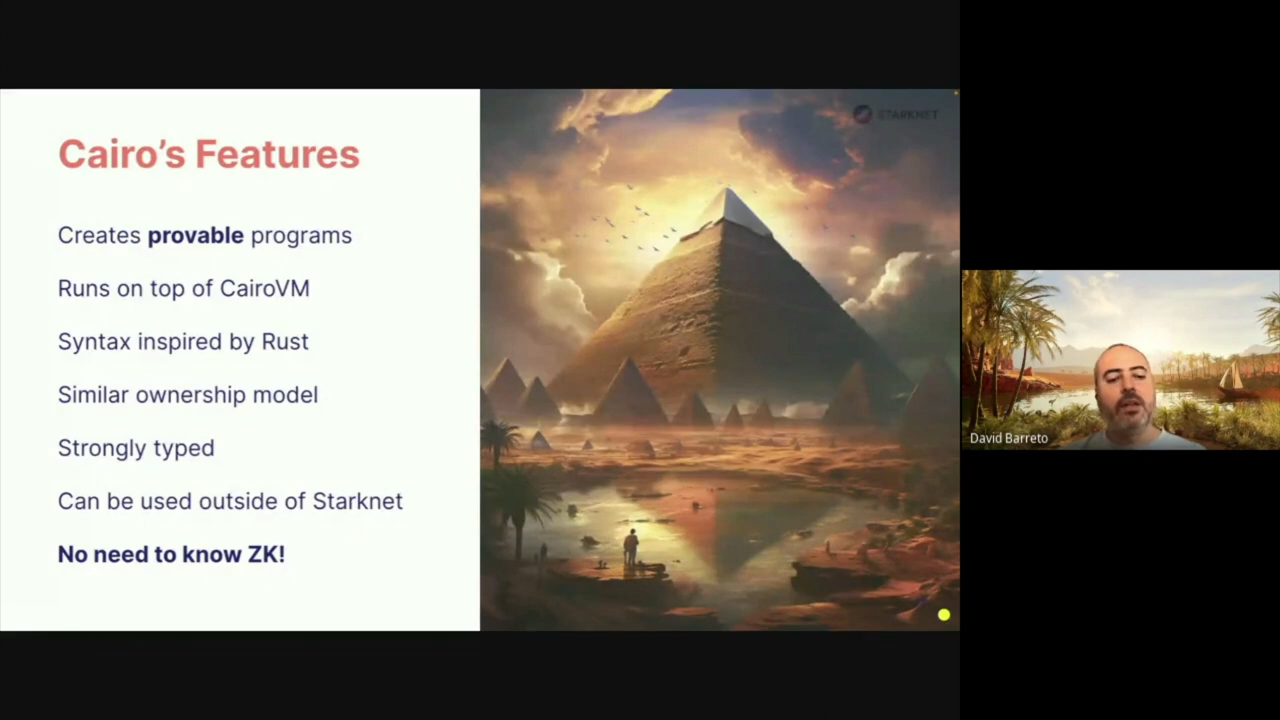 Cairo's Features
Creates provable programs
Runs on top of CairoVM
Syntax inspired by Rust
Similar ownership model
Strongly typed
Can be used outside of Starknet
No need to know ZK!
STARKNET
David Barreto